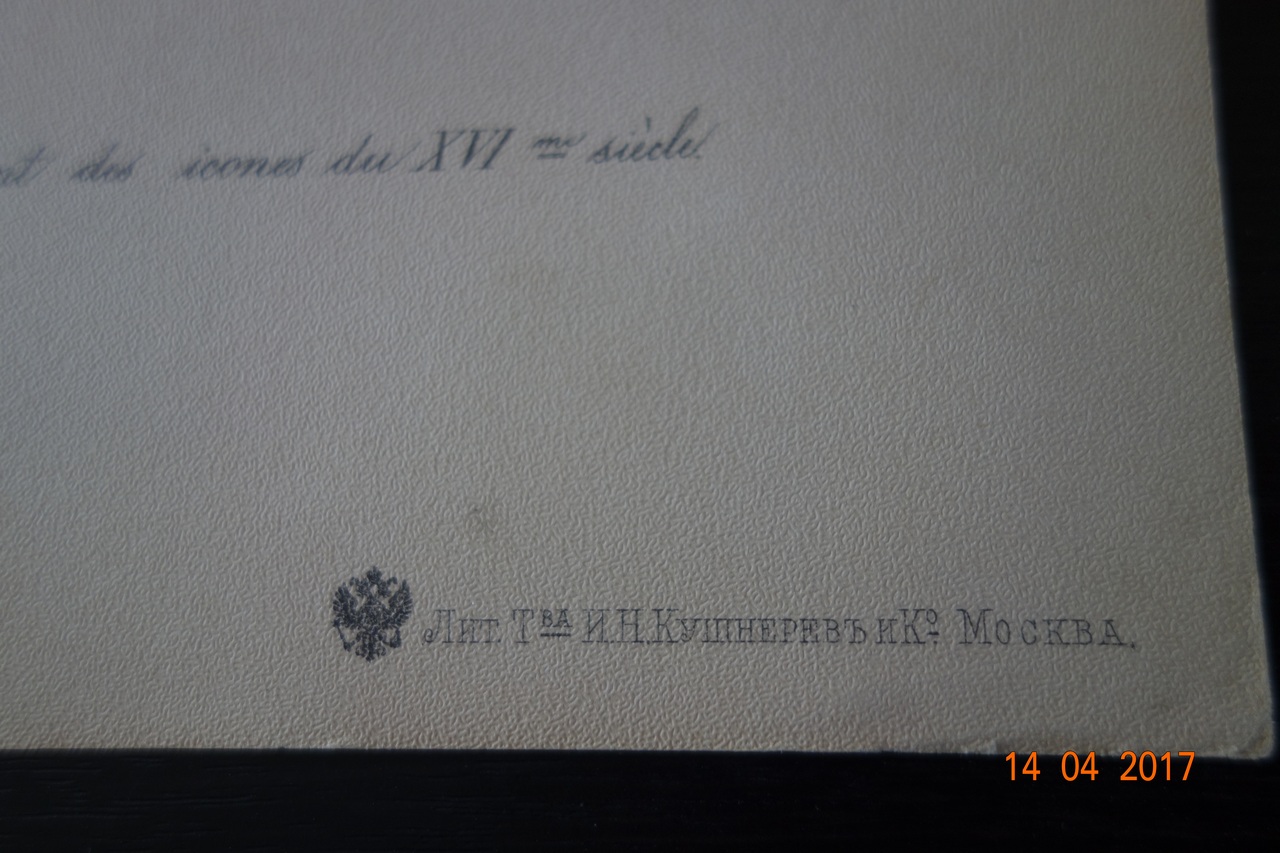 des icones du XVI me siècle.
Лит. Тва И.Н.Кушнеревъ и Ко Москва.
14 04 2017